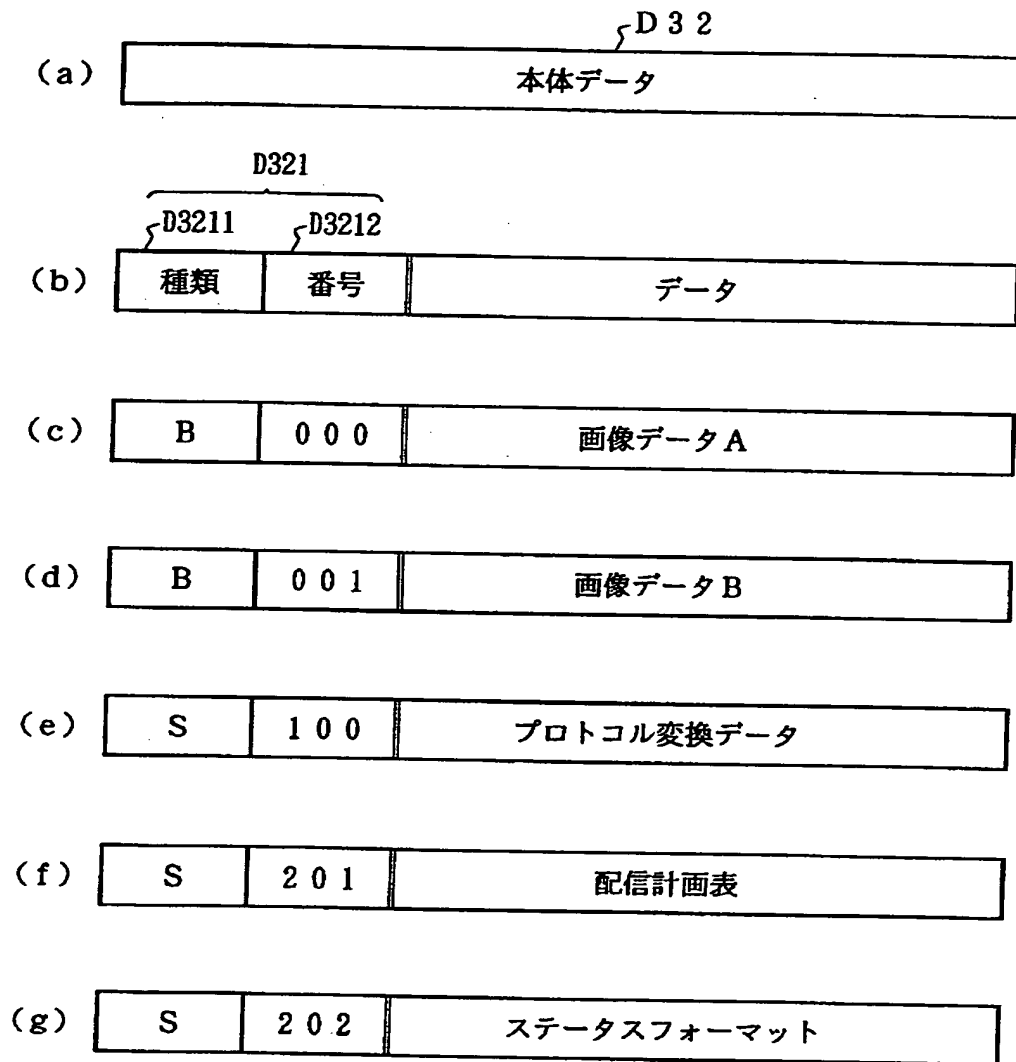 D32
(a) 本体データ
D321
D3211 D3212
(b) 種類 番号 データ
(c) B 000 画像データA
(d) B 001 画像データB
(e) S 100 プロトコル変換データ
(f) S 201 配信計画表
(g) S 202 ステータスフォーマット